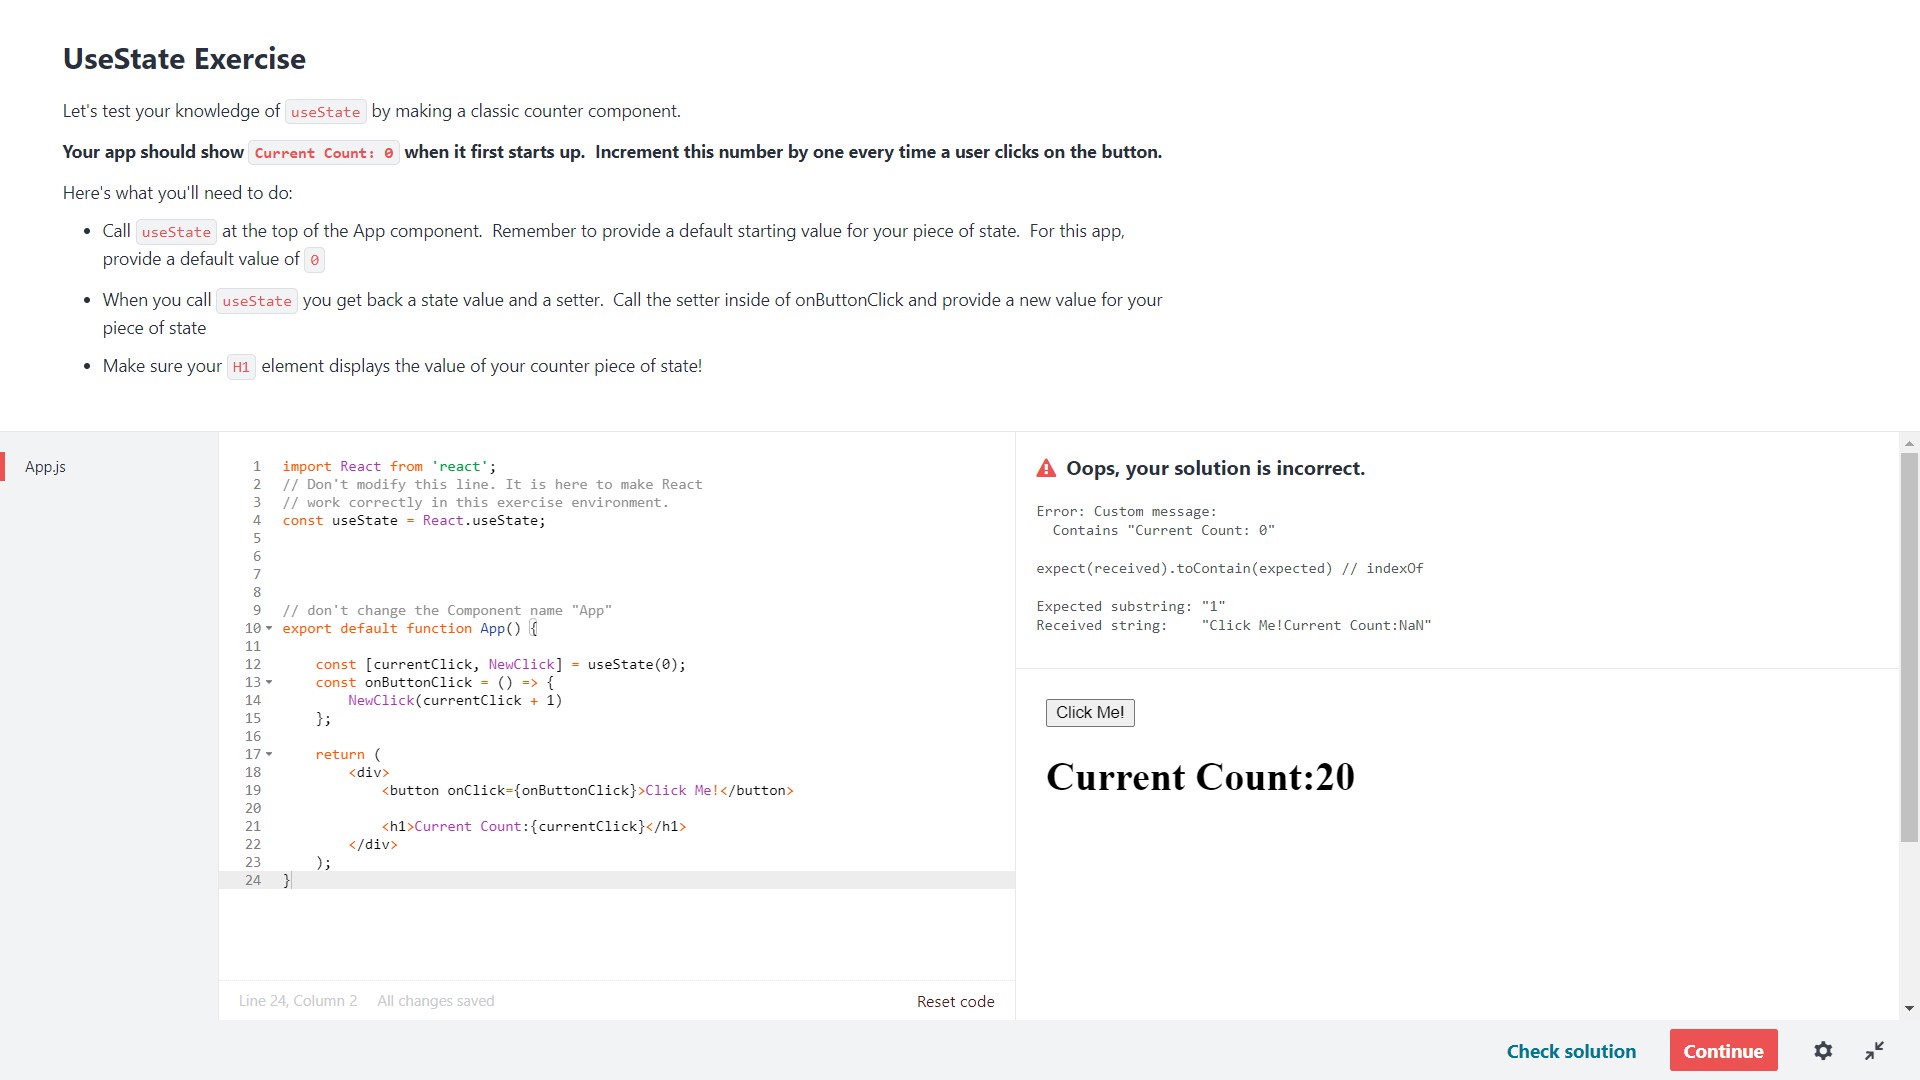 UseState Exercise
Let's test your knowledge of useState by making a classic counter component.
Your app should show Current Count: 0 when it first starts up.  Increment this number by one every time a user clicks on the button.
Here's what you'll need to do:
• Call useState at the top of the App component.  Remember to provide a default starting value for your piece of state.  For this app,
provide a default value of 0
• When you call useState you get back a state value and a setter.  Call the setter inside of onButtonClick and provide a new value for your
piece of state
• Make sure your H1 element displays the value of your counter piece of state!
App.js
1 import React from 'react';
2 // Don't modify this line. It is here to make React
3 // work correctly in this exercise environment.
4 const useState = React.useState;
5
6
7
8
9 // don't change the Component name "App"
10 export default function App() {
11
12     const [currentClick, NewClick] = useState(0);
13     const onButtonClick = () => {
14         NewClick(currentClick + 1)
15     };
16
17     return (
18         <div>
19             <button onClick={onButtonClick}>Click Me!</button>
20
21             <h1>Current Count:{currentClick}</h1>
22         </div>
23     );
24 }
Line 24, Column 2 All changes saved Reset code
Oops, your solution is incorrect.
Error: Custom message:
  Contains "Current Count: 0"
expect(received).toContain(expected) // indexOf
Expected substring: "1"
Received string:    "Click Me!Current Count:NaN"
Click Me!
Current Count:20
Check solution Continue